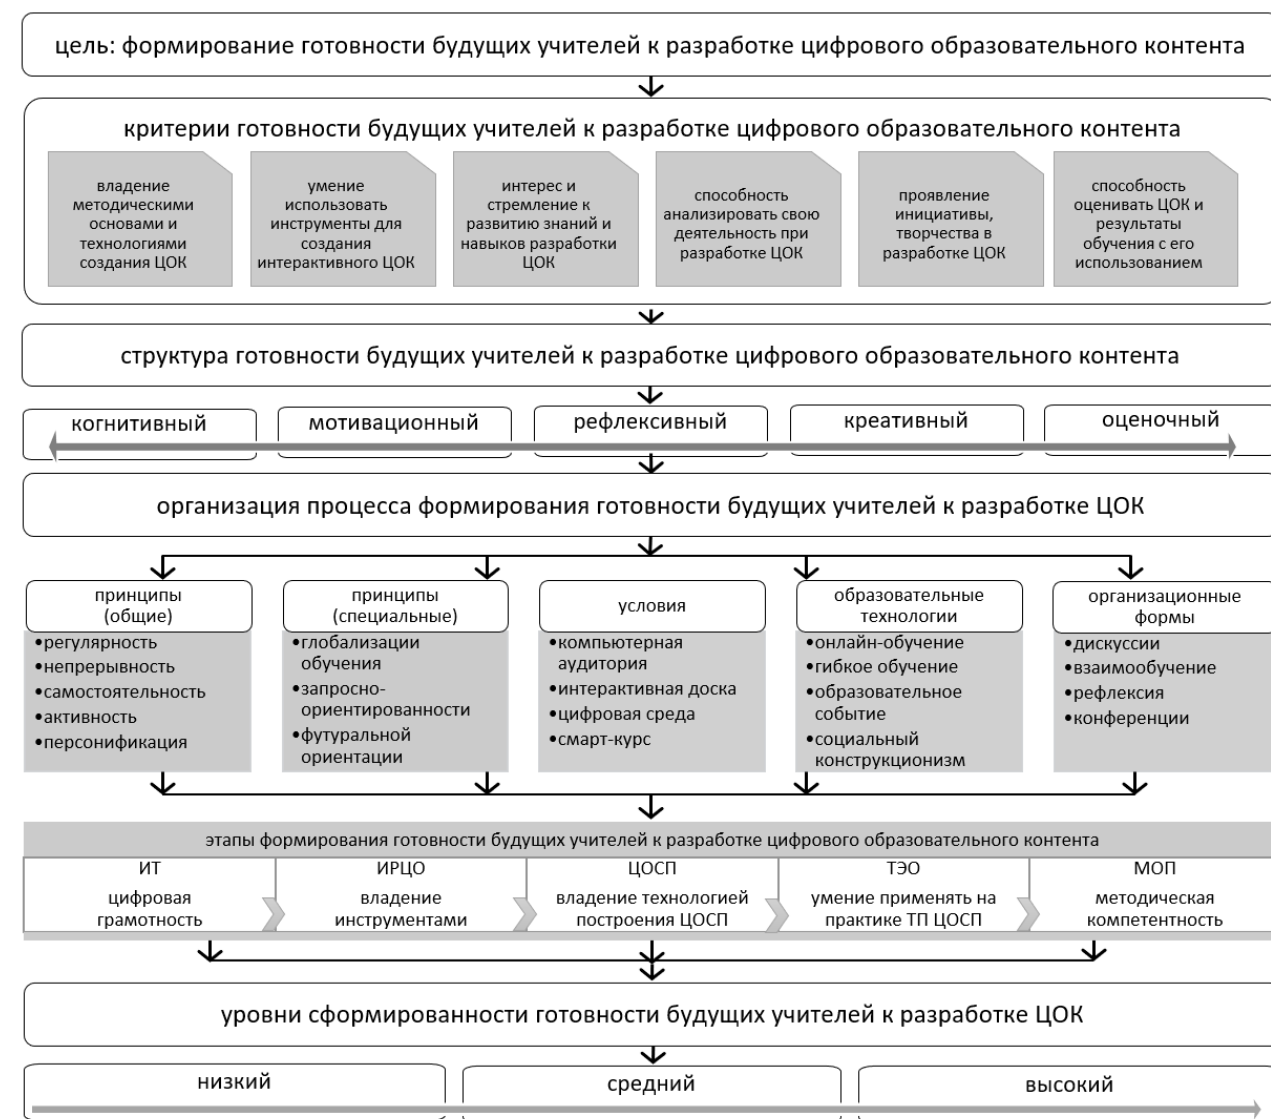 цель: формирование готовности будущих учителей к разработке цифрового образовательного контента
критерии готовности будущих учителей к разработке цифрового образовательного контента
владение
методическими
основами и
технологиями
создания ЦОК
умение
использовать
инструменты для
создания
интерактивного ЦОК
интерес и
стремление к
развитию знаний и
навыков разработки
ЦОК
способность
анализировать свою
деятельность при
разработке ЦОК
проявление
инициативы,
творчества в
разработке ЦОК
способность
оценивать ЦОК и
результаты
обучения с его
использованием
структура готовности будущих учителей к разработке цифрового образовательного контента
когнитивный
мотивационный
рефлексивный
креативный
оценочный
организация процесса формирования готовности будущих учителей к разработке ЦОК
принципы
(общие)
•регулярность
•непрерывность
•самостоятельность
•активность
•персонификация
принципы
(специальные)
•глобализации
обучения
•запросно-
ориентированности
•футуральной
ориентации
условия
•компьютерная
аудитория
•интерактивная доска
•цифровая среда
•смарт-курс
образовательные
технологии
•онлайн-обучение
•гибкое обучение
•образовательное
событие
•социальный
конструкционизм
организационные
формы
•дискуссии
•взаимообучение
•рефлексия
•конференции
этапы формирования готовности будущих учителей к разработке цифрового образовательного контента
ИТ
цифровая
грамотность
ИРЦО
владение
инструментами
ЦОСП
владение технологией
построения ЦОСП
ТЭО
умение применять на
практике ТП ЦОСП
МОП
методическая
компетентность
уровни сформированности готовности будущих учителей к разработке ЦОК
низкий
средний
высокий